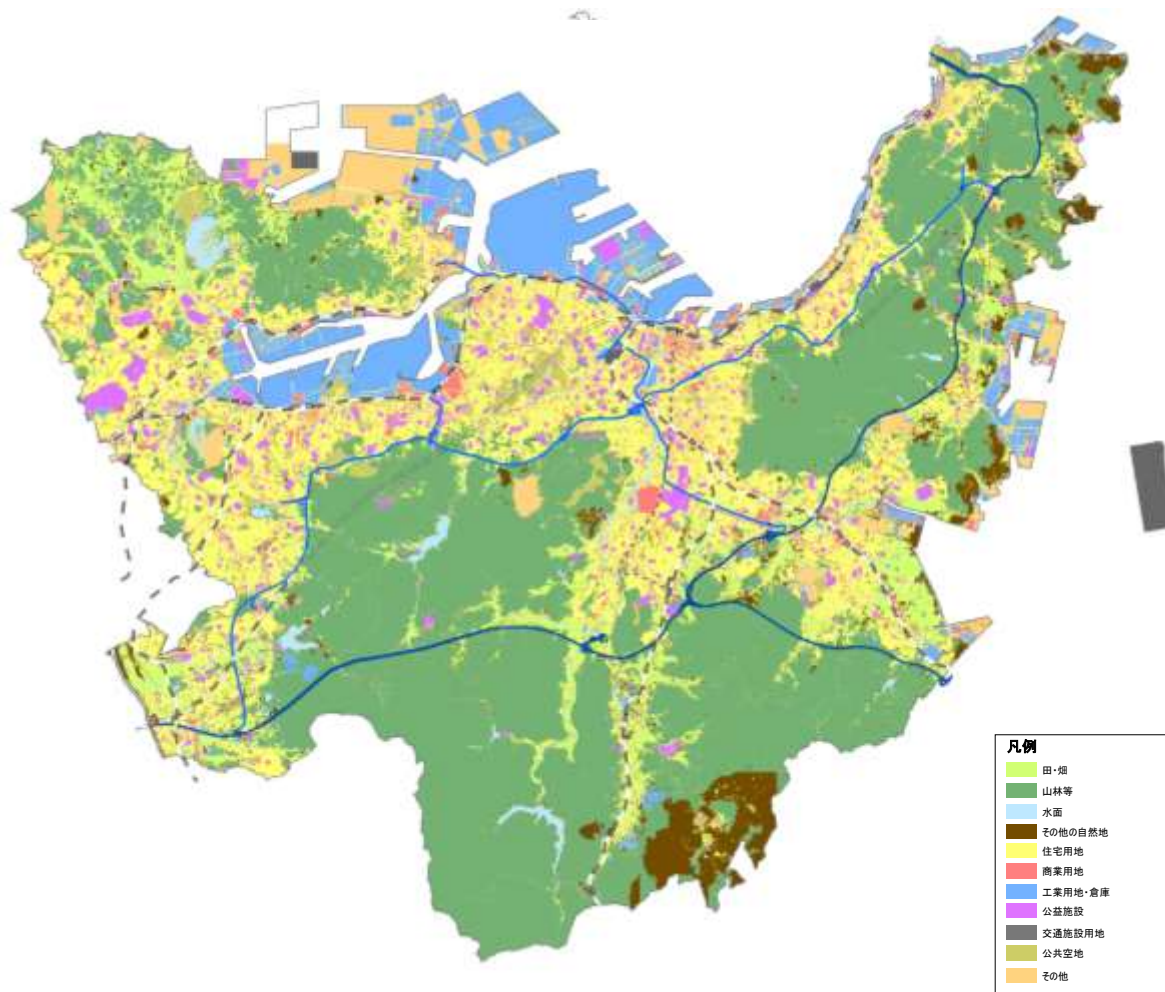 凡例
田・畑
山林等
水面
その他の自然地
住宅用地
商業用地
工業用地・倉庫
公益施設
交通施設用地
公共空地
その他